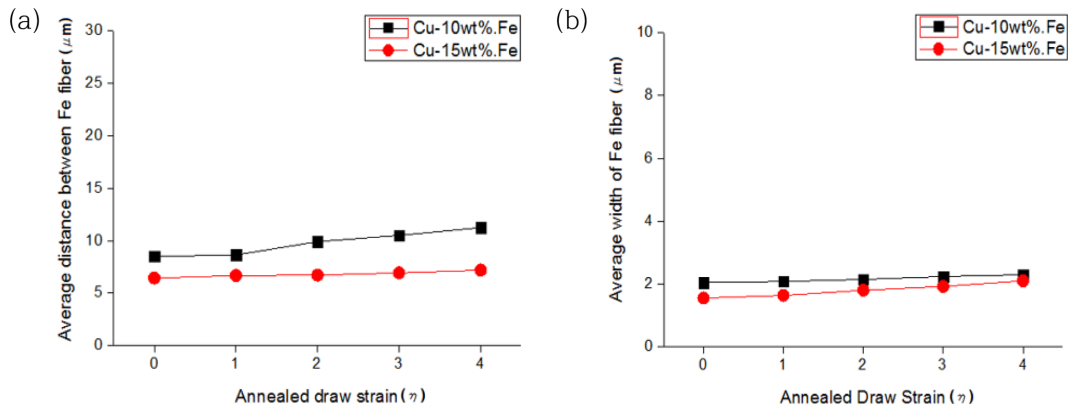 (a)
Average distance between Fe fiber (μm)
30
25
20
15
10
5
0
Cu-10wt%.Fe
Cu-15wt%.Fe
0 1 2 3 4
Annealed draw strain(η)
(b)
Average width of Fe fiber (μm)
10
8
6
4
2
0
Cu-10wt%.Fe
Cu-15wt%.Fe
0 1 2 3 4
Annealed Draw Strain(η)